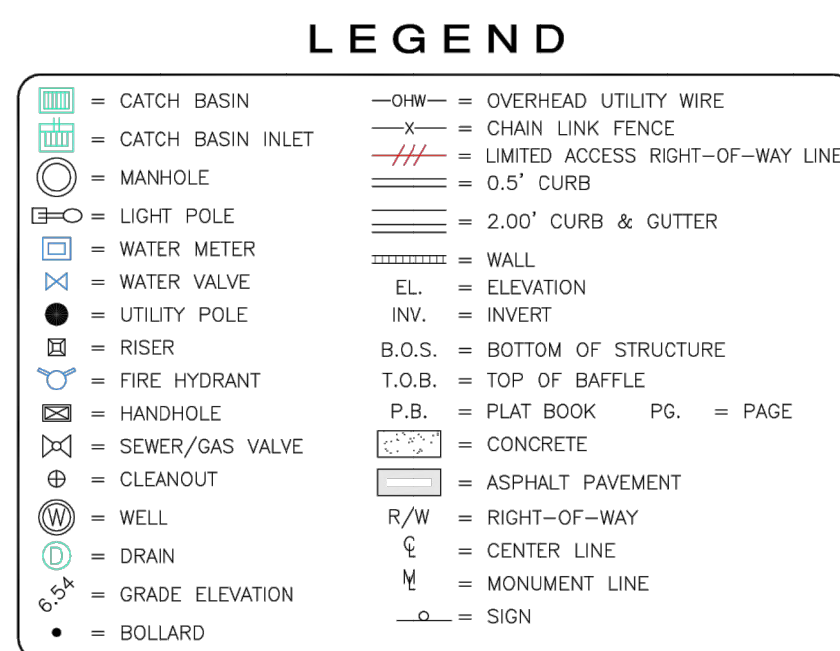 LEGEND
= CATCH BASIN
= CATCH BASIN INLET
= MANHOLE
= LIGHT POLE
= WATER METER
= WATER VALVE
= UTILITY POLE
= RISER
= FIRE HYDRANT
= HANDHOLE
= SEWER/GAS VALVE
= CLEANOUT
W = WELL
D = DRAIN
6.54 = GRADE ELEVATION
= BOLLARD
—OHW— = OVERHEAD UTILITY WIRE
—X— = CHAIN LINK FENCE
—///— = LIMITED ACCESS RIGHT-OF-WAY LINE
= 0.5' CURB
= 2.00' CURB & GUTTER
= WALL
EL. = ELEVATION
INV. = INVERT
B.O.S. = BOTTOM OF STRUCTURE
T.O.B. = TOP OF BAFFLE
P.B. = PLAT BOOK PG. = PAGE
= CONCRETE
= ASPHALT PAVEMENT
R/W = RIGHT-OF-WAY
℄ = CENTER LINE
ML = MONUMENT LINE
= SIGN